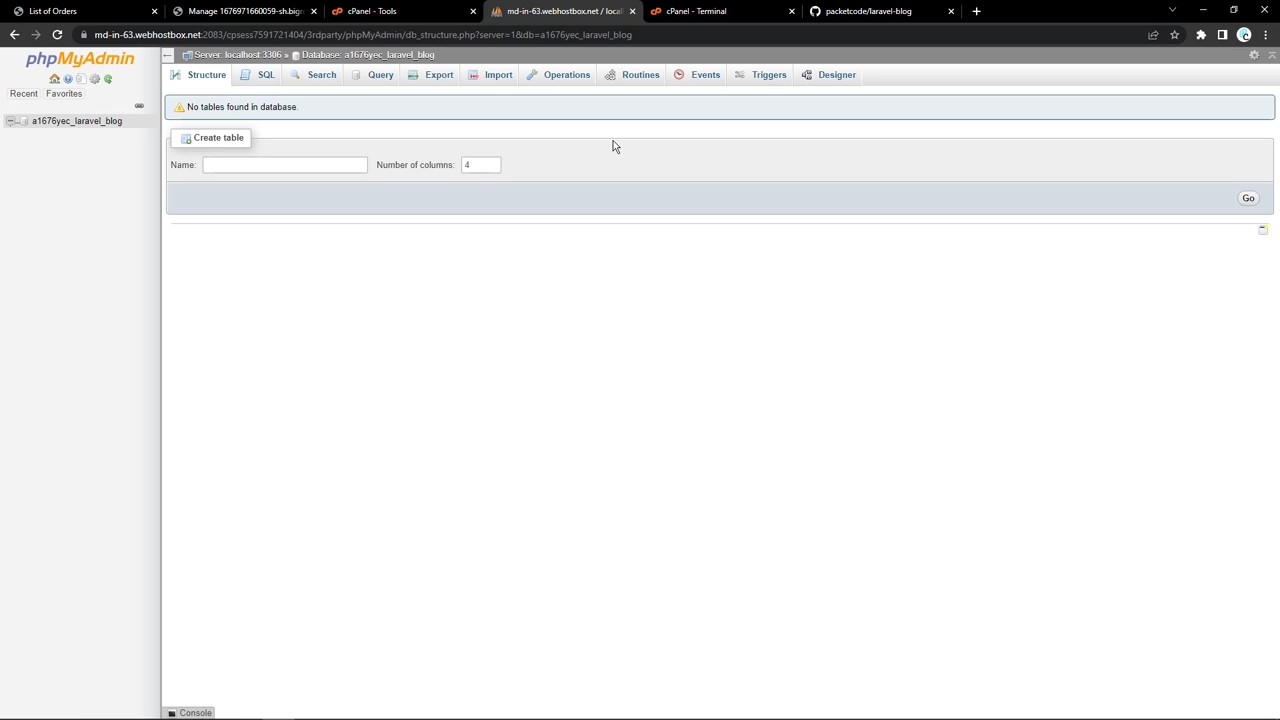 List of Orders
Manage 1676971660059-sh.bigr
cPanel - Tools
md-in-63.webhostbox.net / local
cPanel - Terminal
packetcode/laravel-blog
md-in-63.webhostbox.net:2083/cpsess7591721404/3rdparty/phpMyAdmin/db_structure.php?server=1&db=a1676yec_laravel_blog
phpMyAdmin
Recent Favorites
a1676yec_laravel_blog
Server: localhost:3306 » Database: a1676yec_laravel_blog
Structure SQL Search Query Export Import Operations Routines Events Triggers Designer
No tables found in database.
Create table
Name: Number of columns: 4
Go
Console